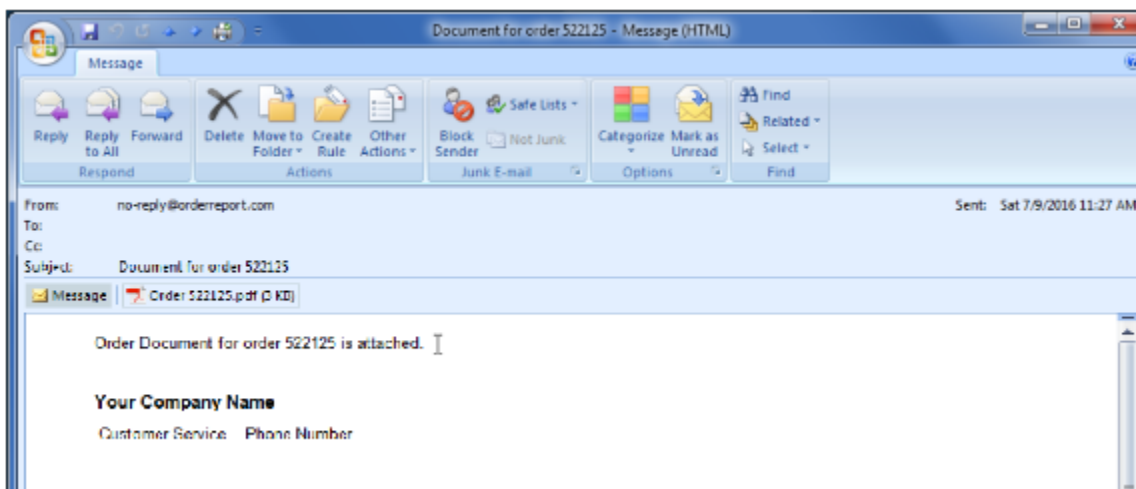 Document for order 522125 - Message (HTML)
Message
Reply
Reply to All
Forward
Respond
Delete
Move to Folder
Create Rule
Other Actions
Actions
Block Sender
Safe Lists
Not Junk
Junk E-mail
Categorize
Mark as Unread
Options
Find
Related
Select
Find
From: no-reply@orderreport.com
Sent: Sat 7/9/2016 11:27 AM
To:
Cc:
Subject: Document for order 522125
Message
Order 522125.pdf (3 KB)
Order Document for order 522125 is attached.
Your Company Name
Customer Service Phone Number